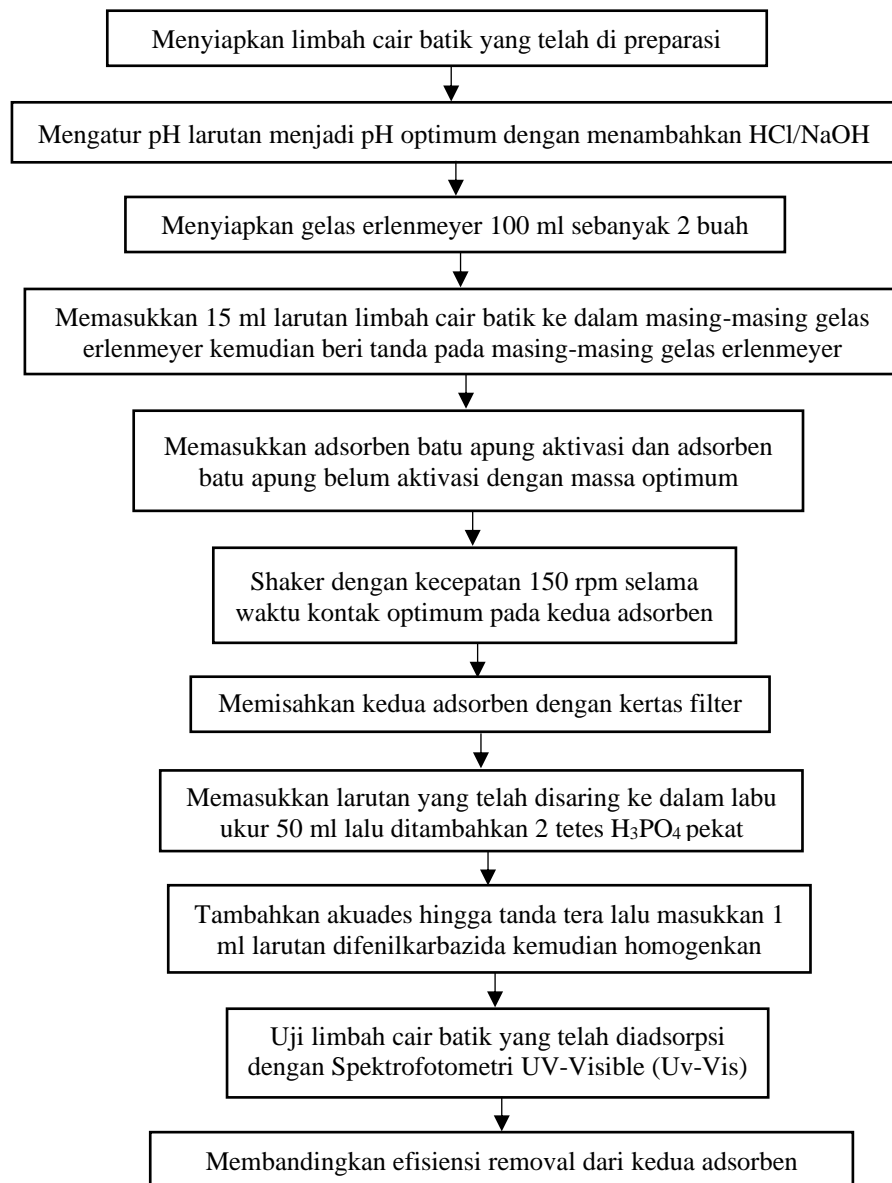 Menyiapkan limbah cair batik yang telah di preparasi
Mengatur pH larutan menjadi pH optimum dengan menambahkan HCl/NaOH
Menyiapkan gelas erlenmeyer 100 ml sebanyak 2 buah
Memasukkan 15 ml larutan limbah cair batik ke dalam masing-masing gelas
erlenmeyer kemudian beri tanda pada masing-masing gelas erlenmeyer
Memasukkan adsorben batu apung aktivasi dan adsorben
batu apung belum aktivasi dengan massa optimum
Shaker dengan kecepatan 150 rpm selama
waktu kontak optimum pada kedua adsorben
Memisahkan kedua adsorben dengan kertas filter
Memasukkan larutan yang telah disaring ke dalam labu
ukur 50 ml lalu ditambahkan 2 tetes H₃PO₄ pekat
Tambahkan akuades hingga tanda tera lalu masukkan 1
ml larutan difenilkarbazida kemudian homogenkan
Uji limbah cair batik yang telah diadsorpsi
dengan Spektrofotometri UV-Visible (Uv-Vis)
Membandingkan efisiensi removal dari kedua adsorben